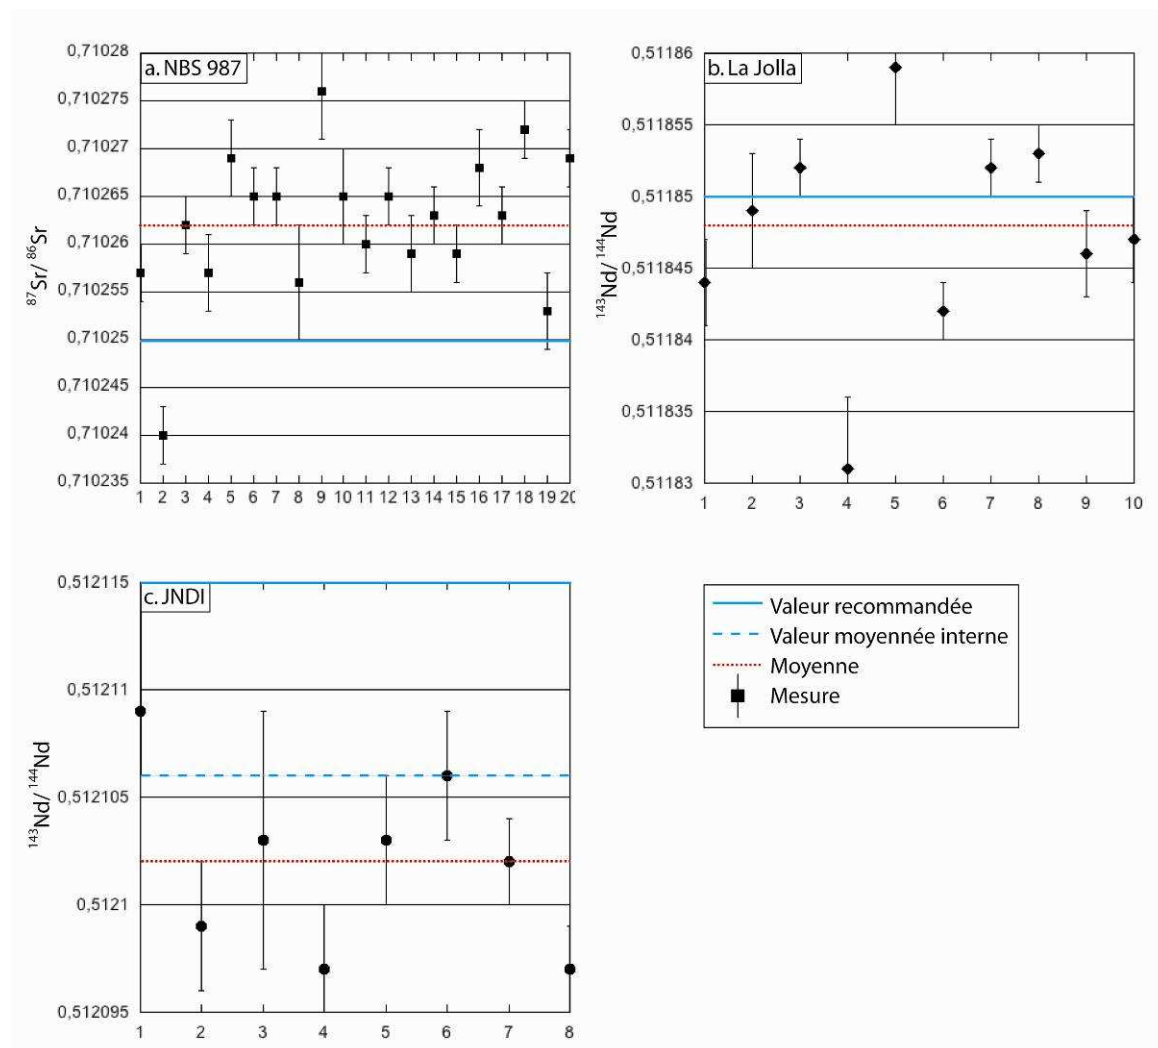 a. NBS 987
0,71028
0,710275
0,71027
0,710265
0,71026
0,710255
0,71025
0,710245
0,71024
0,710235
87Sr/ 86Sr
1 2 3 4 5 6 7 8 9 10 11 12 13 14 15 16 17 18 19 20
b. La Jolla
0,51186
0,511855
0,51185
0,511845
0,51184
0,511835
0,51183
143Nd/ 144Nd
1 2 3 4 5 6 7 8 9 10
c. JNDI
0,512115
0,51211
0,512105
0,5121
0,512095
143Nd/ 144Nd
1 2 3 4 5 6 7 8
Valeur recommandée
Valeur moyennée interne
Moyenne
Mesure